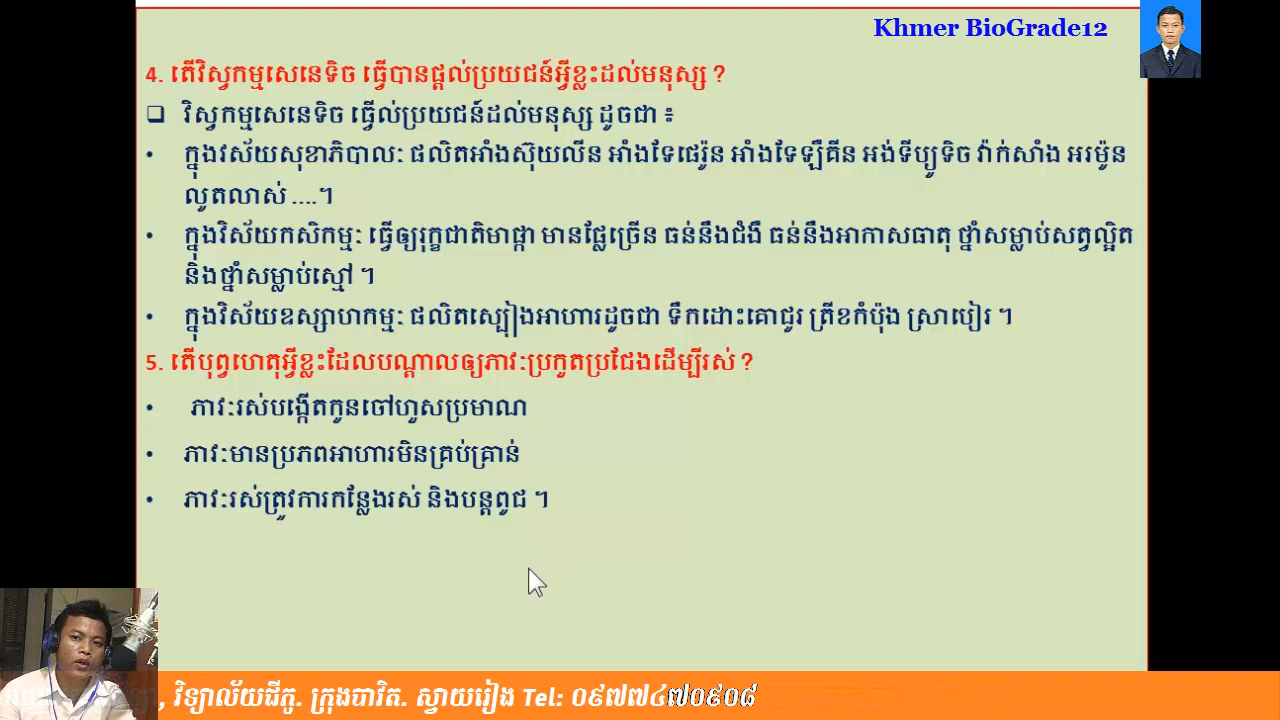 Khmer BioGrade12
4. តើវិស្វកម្មសេនេទិច ធ្វើបានផ្ដល់ប្រយជន៍អ្វីខ្លះដល់មនុស្ស ?
❑ វិស្វកម្មសេនេទិច ធ្វើល់ប្រយជន៍ដល់មនុស្ស ដូចជា ៖
• ក្នុងវស័យសុខាភិបាលៈ ផលិតអាំងស៊ុយលីន អាំងទែផេរ៉ូន អាំងទែឡឺគីន អង់ទីប្យូទិច វ៉ាក់សាំង អរម៉ូន
លូតលាស់ ....។
• ក្នុងវិស័យកសិកម្មៈ ធ្វើឲ្យរុក្ខជាតិមាផ្កា មានផ្លែច្រើន ធន់នឹងជំងឺ ធន់នឹងអាកាសធាតុ ថ្នាំសម្លាប់សត្វល្អិត
និងថ្នាំសម្លាប់ស្មៅ ។
• ក្នុងវិស័យឧស្សាហកម្មៈ ផលិតស្បៀងអាហារដូចជា ទឹកដោះគោជូរ ត្រីខកំប៉ុង ស្រាបៀរ ។
5. តើបុព្វហេតុអ្វីខ្លះដែលបណ្ដាលឲ្យភាវៈប្រកួតប្រជែងដើម្បីរស់ ?
• ភាវៈរស់បង្កើតកូនចៅហួសប្រមាណ
• ភាវៈមានប្រភពអាហារមិនគ្រប់គ្រាន់
• ភាវៈរស់ត្រូវការកន្លែងរស់ និងបន្តពូជ ។
, វិទ្យាល័យជីភូ. ក្រុងបាវិត. ស្វាយរៀង Tel: ០៩៧៧៤៧០៩០៨